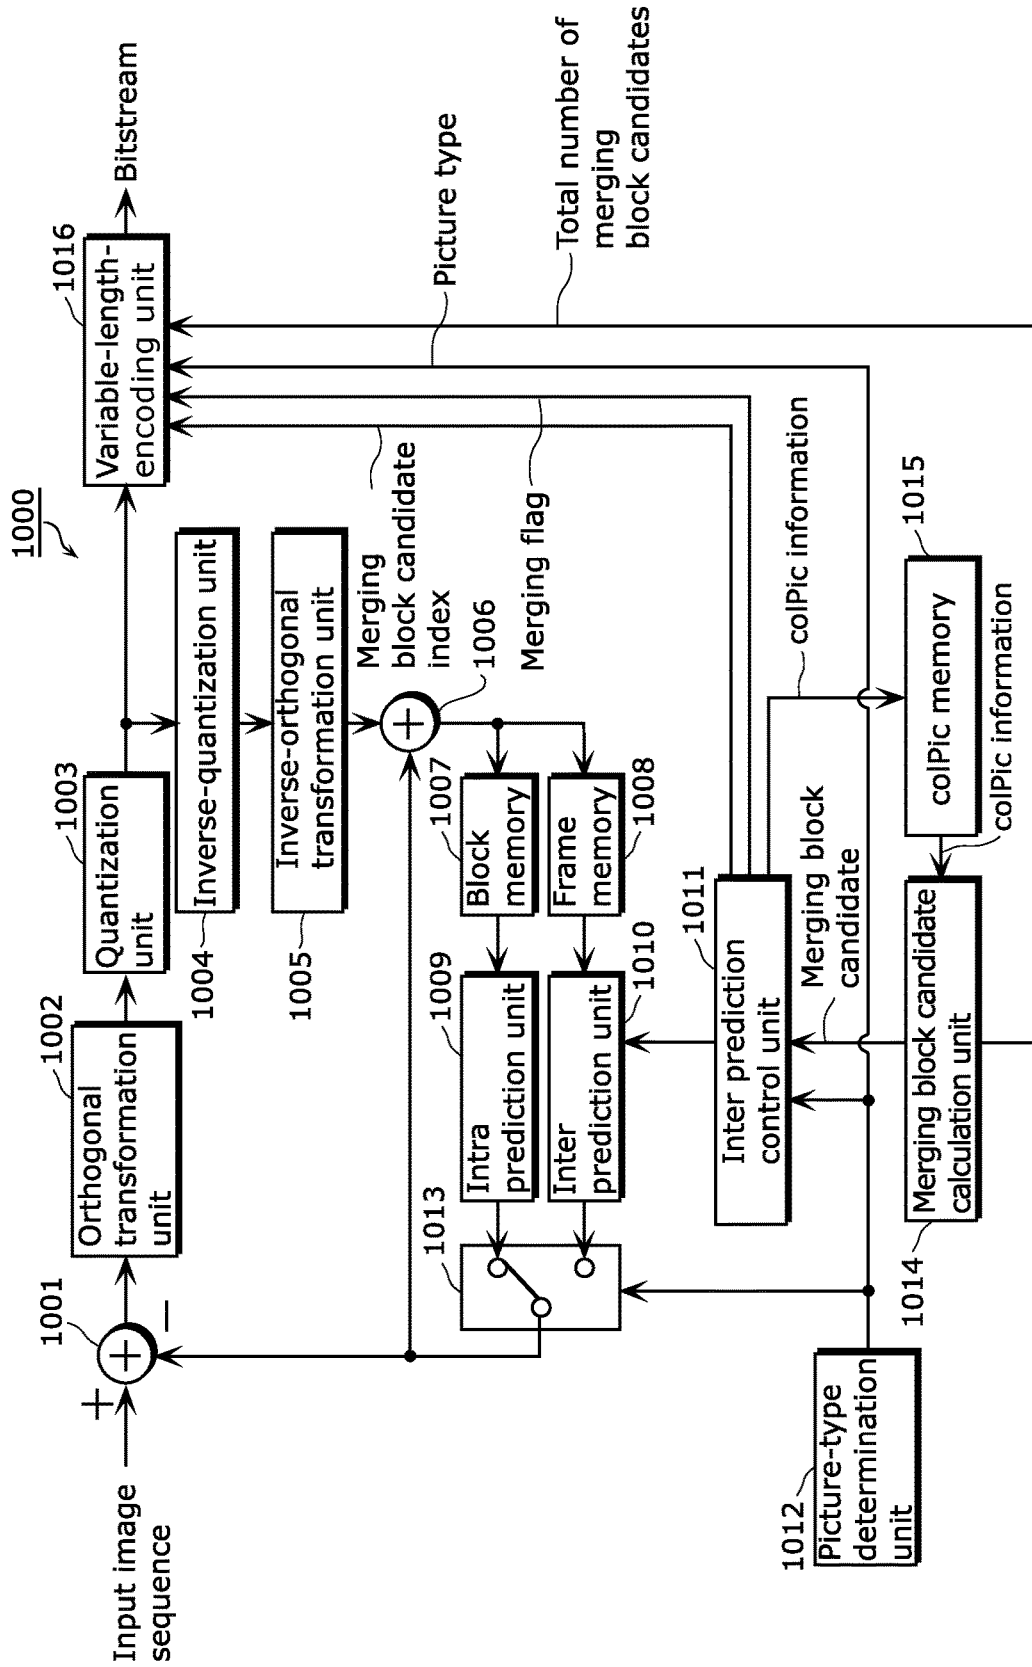 1000
Input image
sequence
+
−
1001
+
1002
Orthogonal
transformation
unit
1003
Quantization
unit
1016
Variable-length-
encoding unit
Bitstream
1004
Inverse-quantization unit
1005
Inverse-orthogonal
transformation unit
Merging
block candidate
index
+
1006
Merging flag
Picture type
Total number of
merging
block candidates
1007
Block
memory
Frame
memory
1008
1009
Intra
prediction unit
Inter
prediction unit
1010
1013
1011
Inter prediction
control unit
colPic information
Merging block
candidate
1015
colPic memory
colPic information
1014
Merging block candidate
calculation unit
1012
Picture-type
determination
unit